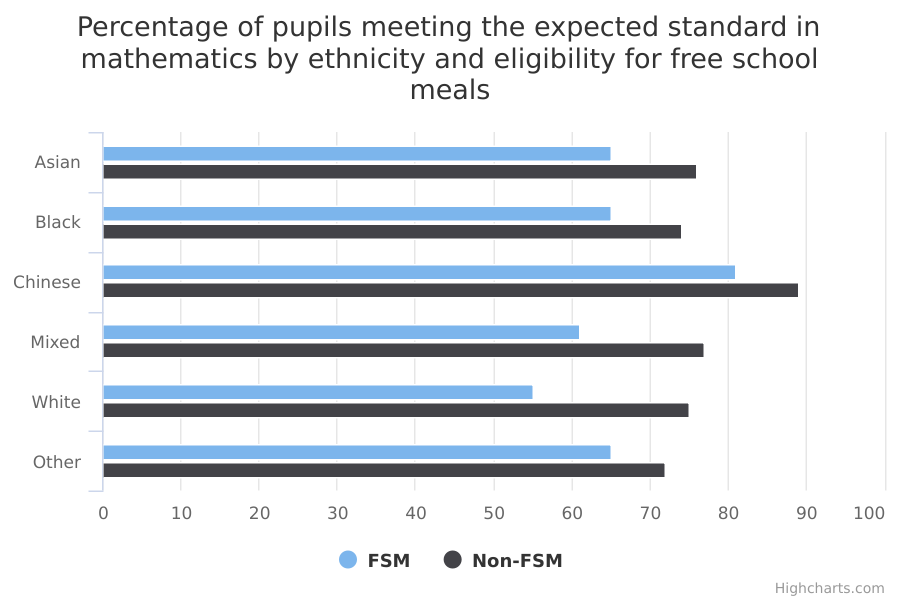 Percentage of pupils meeting the expected standard in
mathematics by ethnicity and eligibility for free school
meals
Asian
Black
Chinese
Mixed
White
Other
0 10 20 30 40 50 60 70 80 90 100
FSM Non-FSM
Highcharts.com